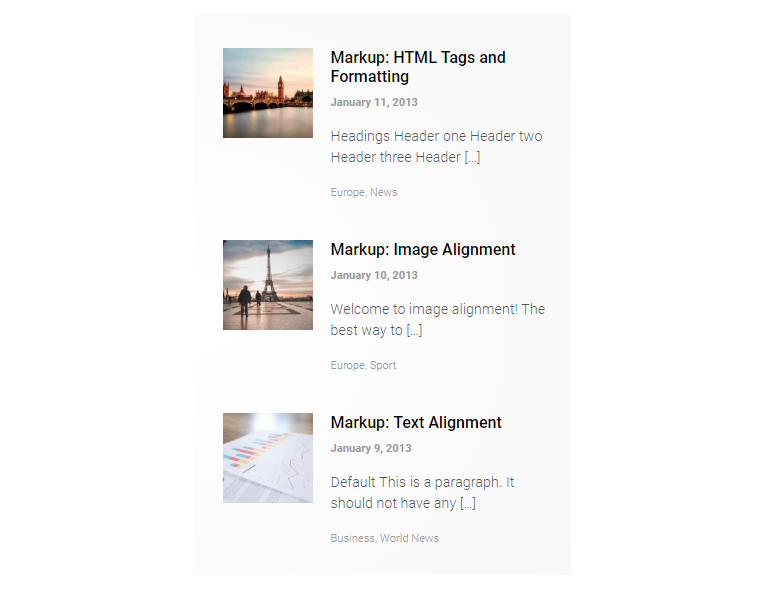 Markup: HTML Tags and
Formatting
January 11, 2013
Headings Header one Header two
Header three Header [...]
Europe, News
Markup: Image Alignment
January 10, 2013
Welcome to image alignment! The
best way to [...]
Europe, Sport
Markup: Text Alignment
January 9, 2013
Default This is a paragraph. It
should not have any [...]
Business, World News